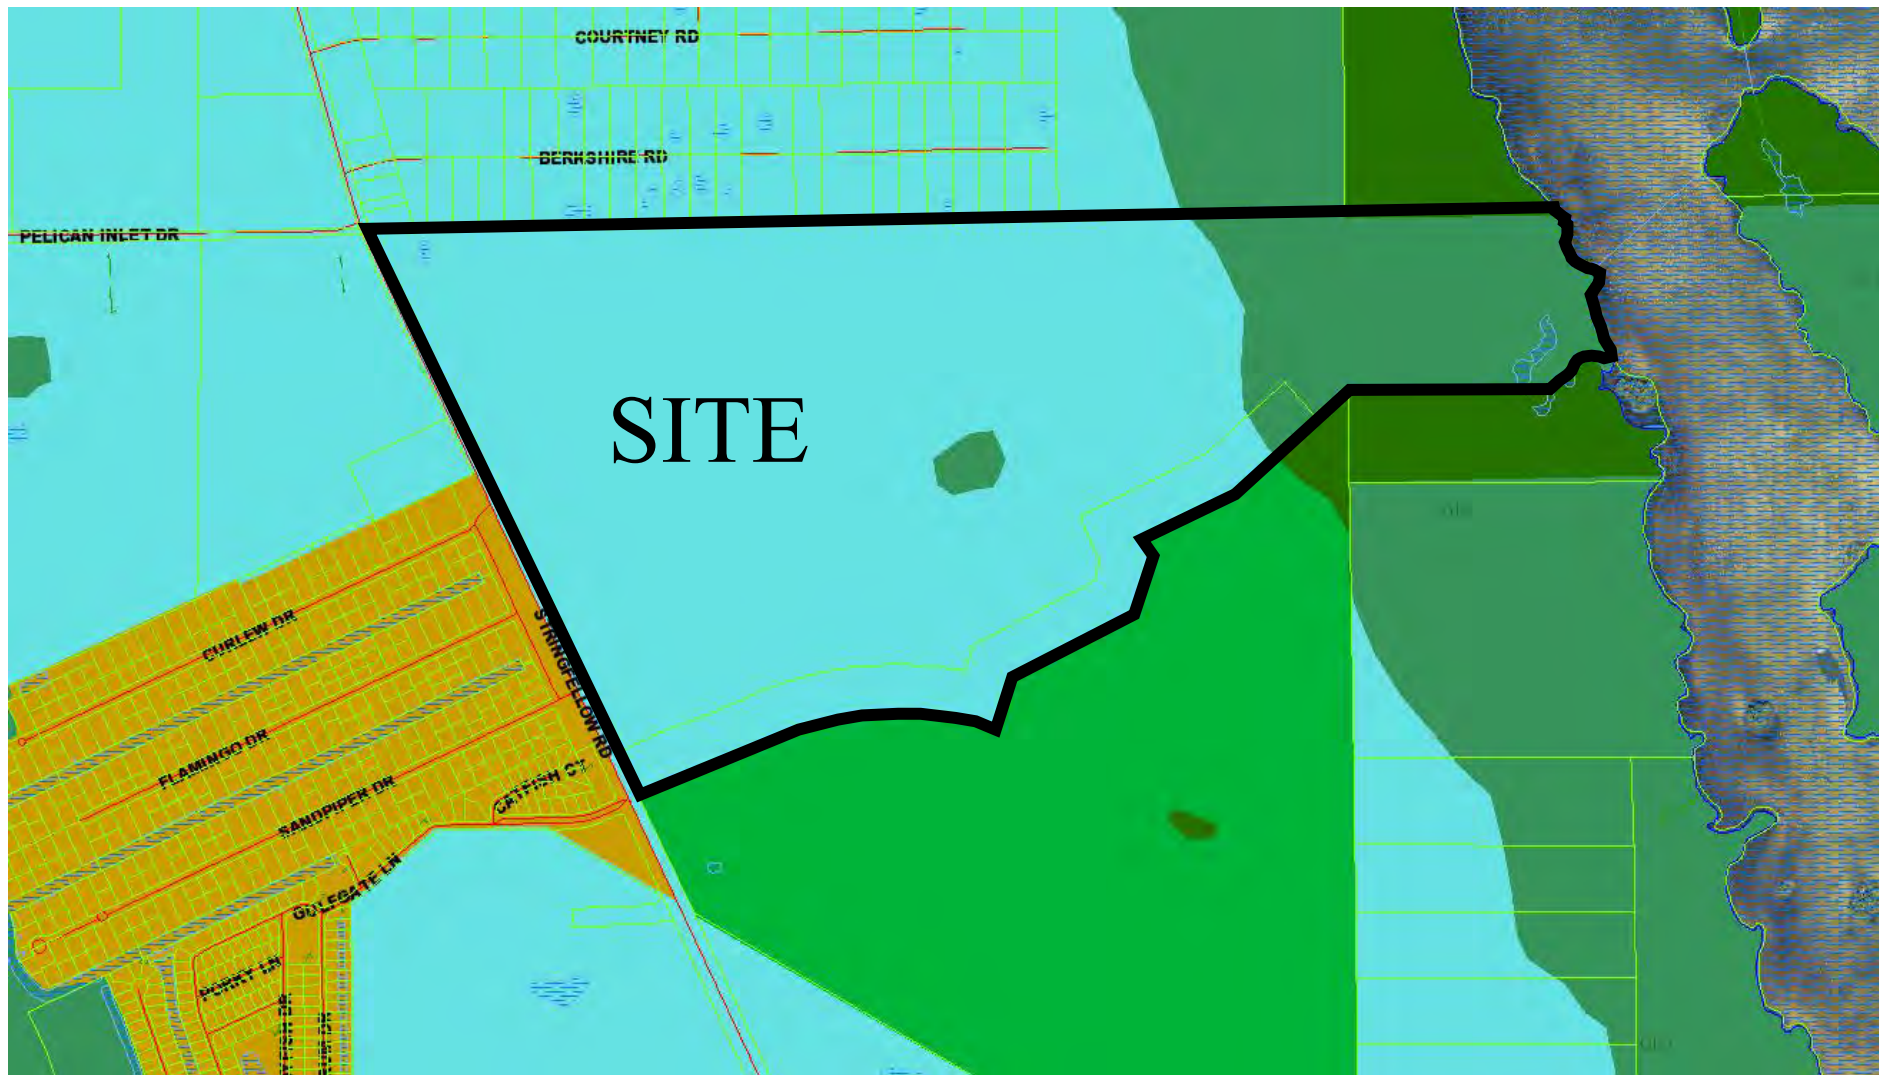 COURTNEY RD
BERKSHIRE RD
PELICAN INLET DR
SITE
CURLEW DR
STRINGFELLOW RD
FLAMINGO DR
CATFISH CT
SANDPIPER DR
GULFGATE LN
PORKY LN